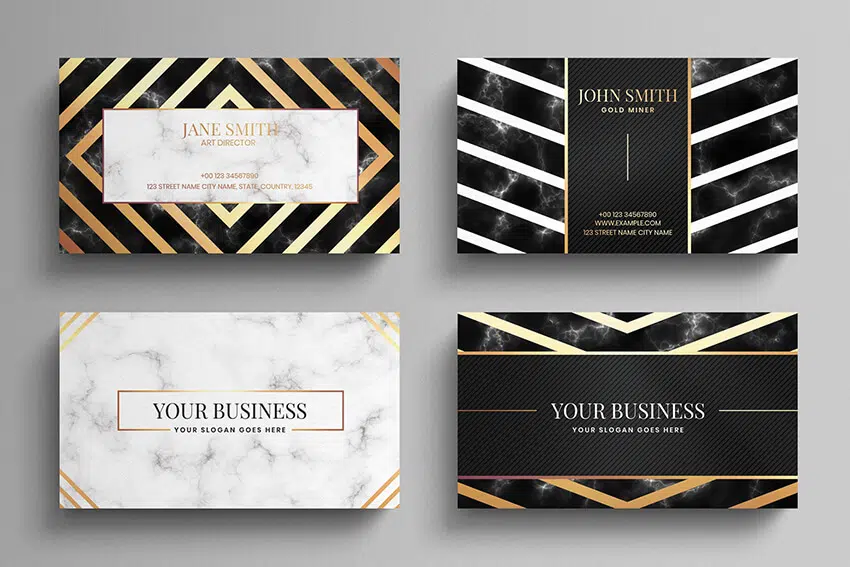 JANE SMITH
ART DIRECTOR
+00 123 34567890
123 STREET NAME CITY NAME, STATE, COUNTRY, 12345
JOHN SMITH
GOLD MINER
+00 122 34567890
WWW.EXAMPLE.COM
123 STREET NAME CITY NAME
YOUR BUSINESS
YOUR SLOGAN GOES HERE
YOUR BUSINESS
YOUR SLOGAN GOES HERE